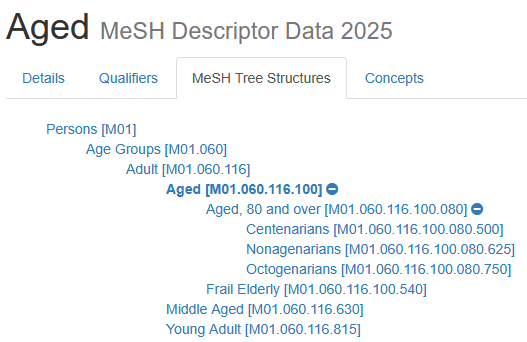 Aged MeSH Descriptor Data 2025
Details Qualifiers MeSH Tree Structures Concepts
Persons [M01]
Age Groups [M01.060]
Adult [M01.060.116]
Aged [M01.060.116.100]
Aged, 80 and over [M01.060.116.100.080]
Centenarians [M01.060.116.100.080.500]
Nonagenarians [M01.060.116.100.080.625]
Octogenarians [M01.060.116.100.080.750]
Frail Elderly [M01.060.116.100.540]
Middle Aged [M01.060.116.630]
Young Adult [M01.060.116.815]